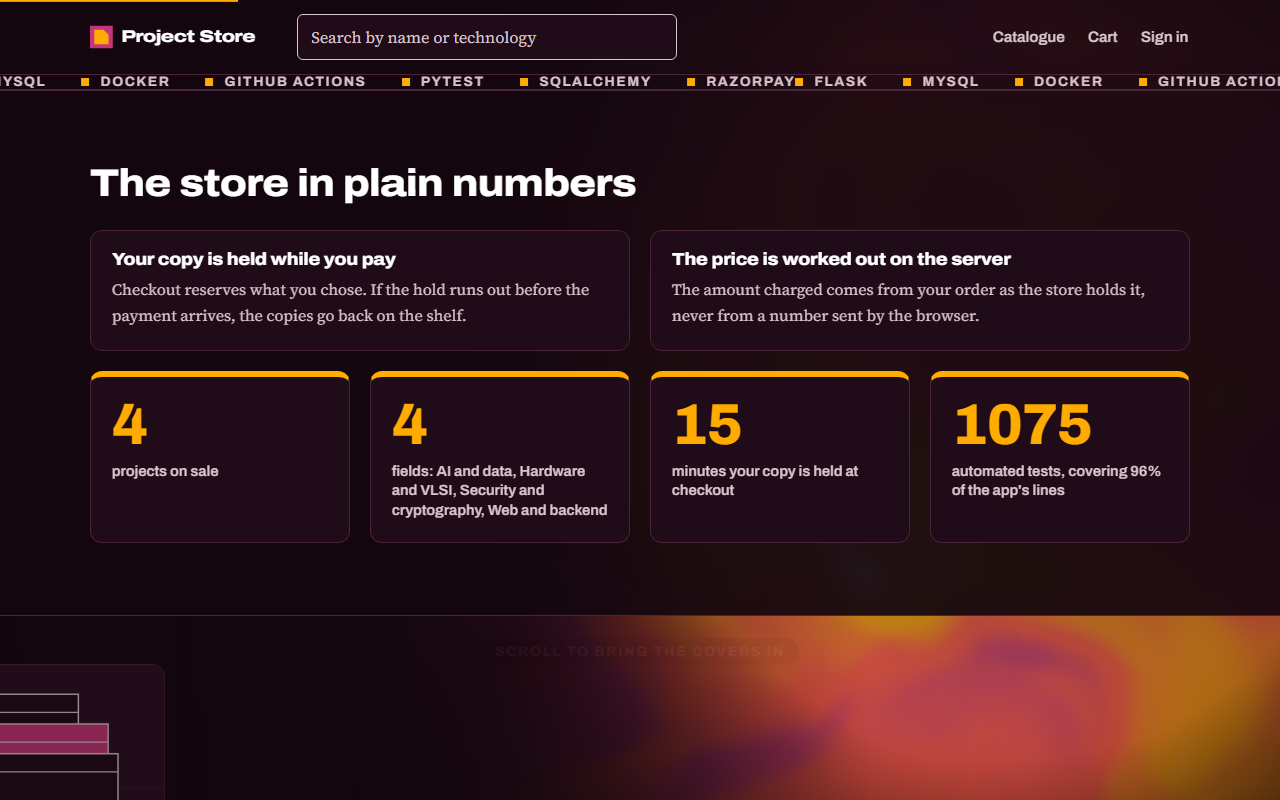 Project Store
Search by name or technology
Catalogue Cart Sign in
MYSQL DOCKER GITHUB ACTIONS PYTEST SQLALCHEMY RAZORPAY FLASK MYSQL DOCKER GITHUB
The store in plain numbers
Your copy is held while you pay
Checkout reserves what you chose. If the hold runs out before the
payment arrives, the copies go back on the shelf.
The price is worked out on the server
The amount charged comes from your order as the store holds it,
never from a number sent by the browser.
4
projects on sale
4
fields: AI and data, Hardware
and VLSI, Security and
cryptography, Web and backend
15
minutes your copy is held at
checkout
1075
automated tests, covering 96%
of the app's lines
SCROLL TO BRING THE COVERS IN